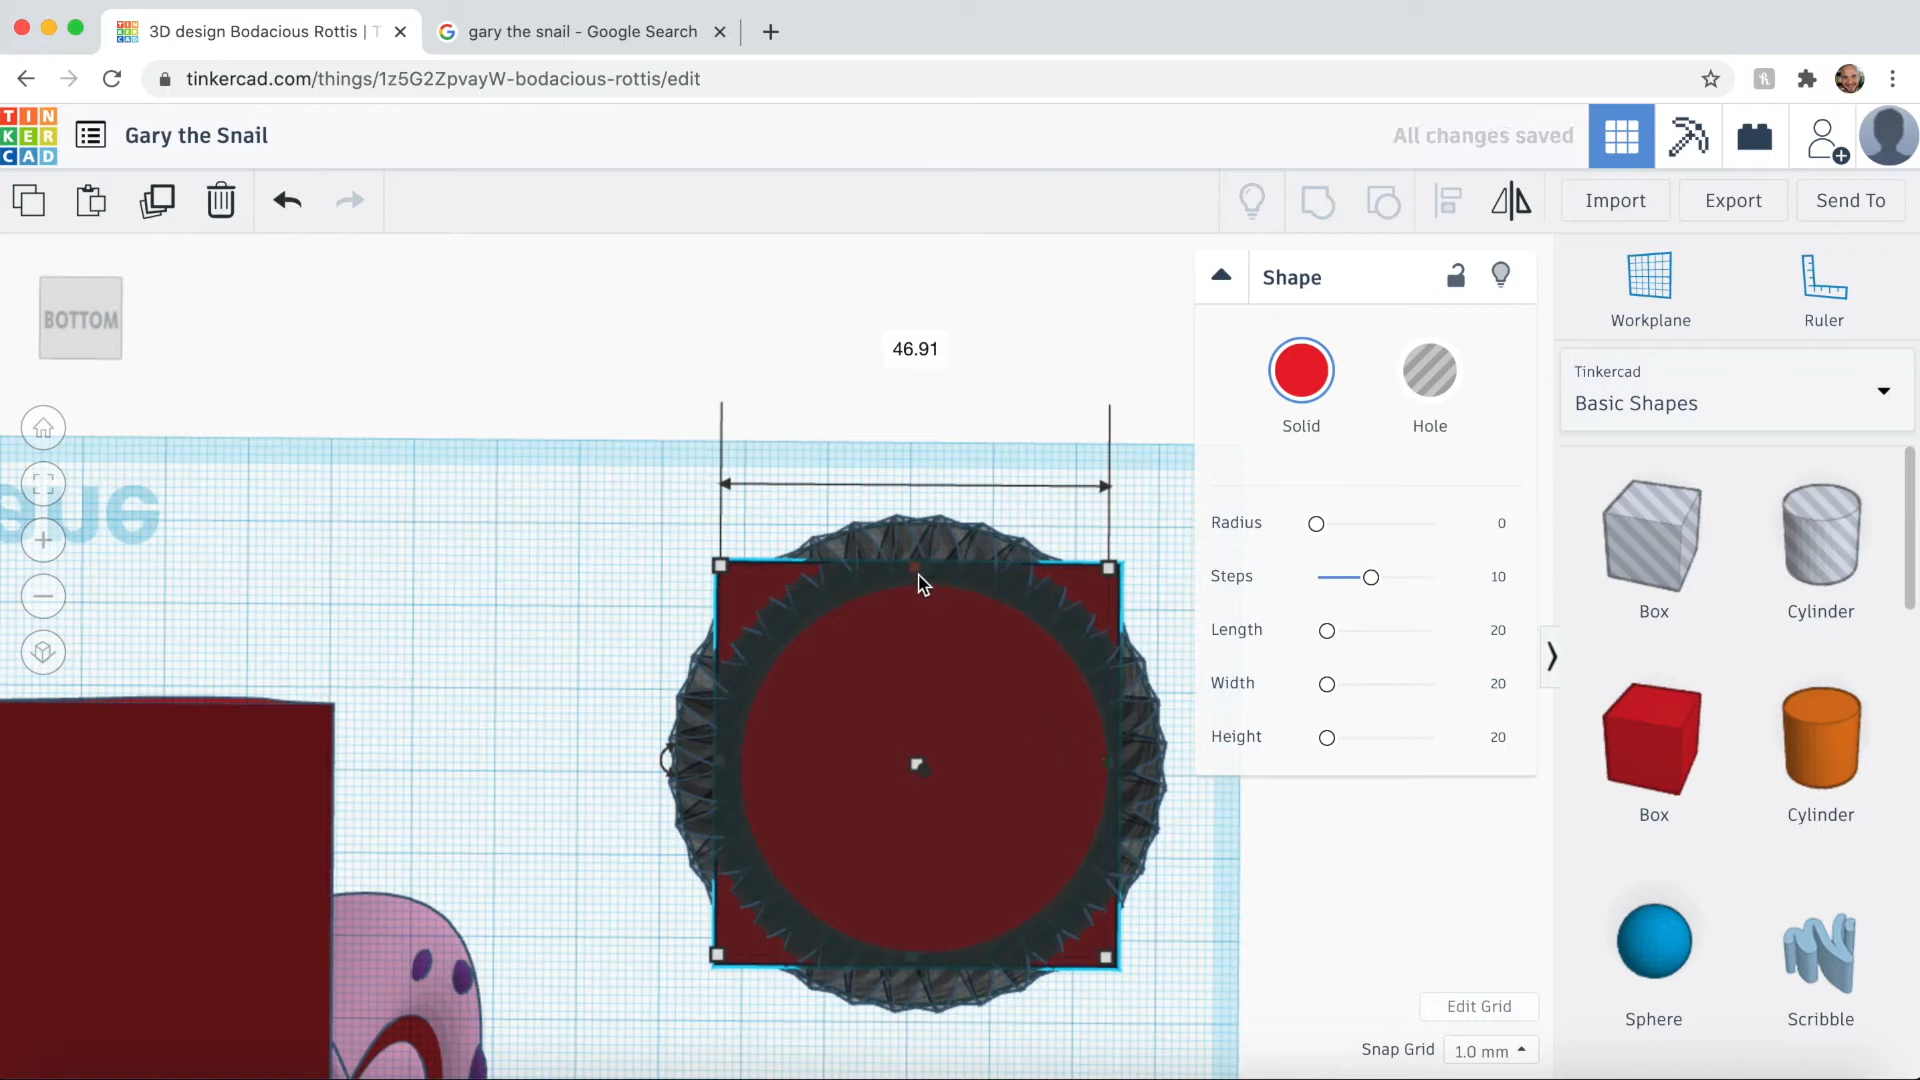 3D design Bodacious Rottis | T
gary the snail - Google Search
tinkercad.com/things/1z5G2ZpvayW-bodacious-rottis/edit
TIN
KER
CAD
Gary the Snail
All changes saved
Import
Export
Send To
BOTTOM
46.91
Shape
Solid
Hole
Radius
0
Steps
10
Length
20
Width
20
Height
20
Workplane
Ruler
Tinkercad
Basic Shapes
Box
Cylinder
Box
Cylinder
Sphere
Scribble
Edit Grid
Snap Grid
1.0 mm